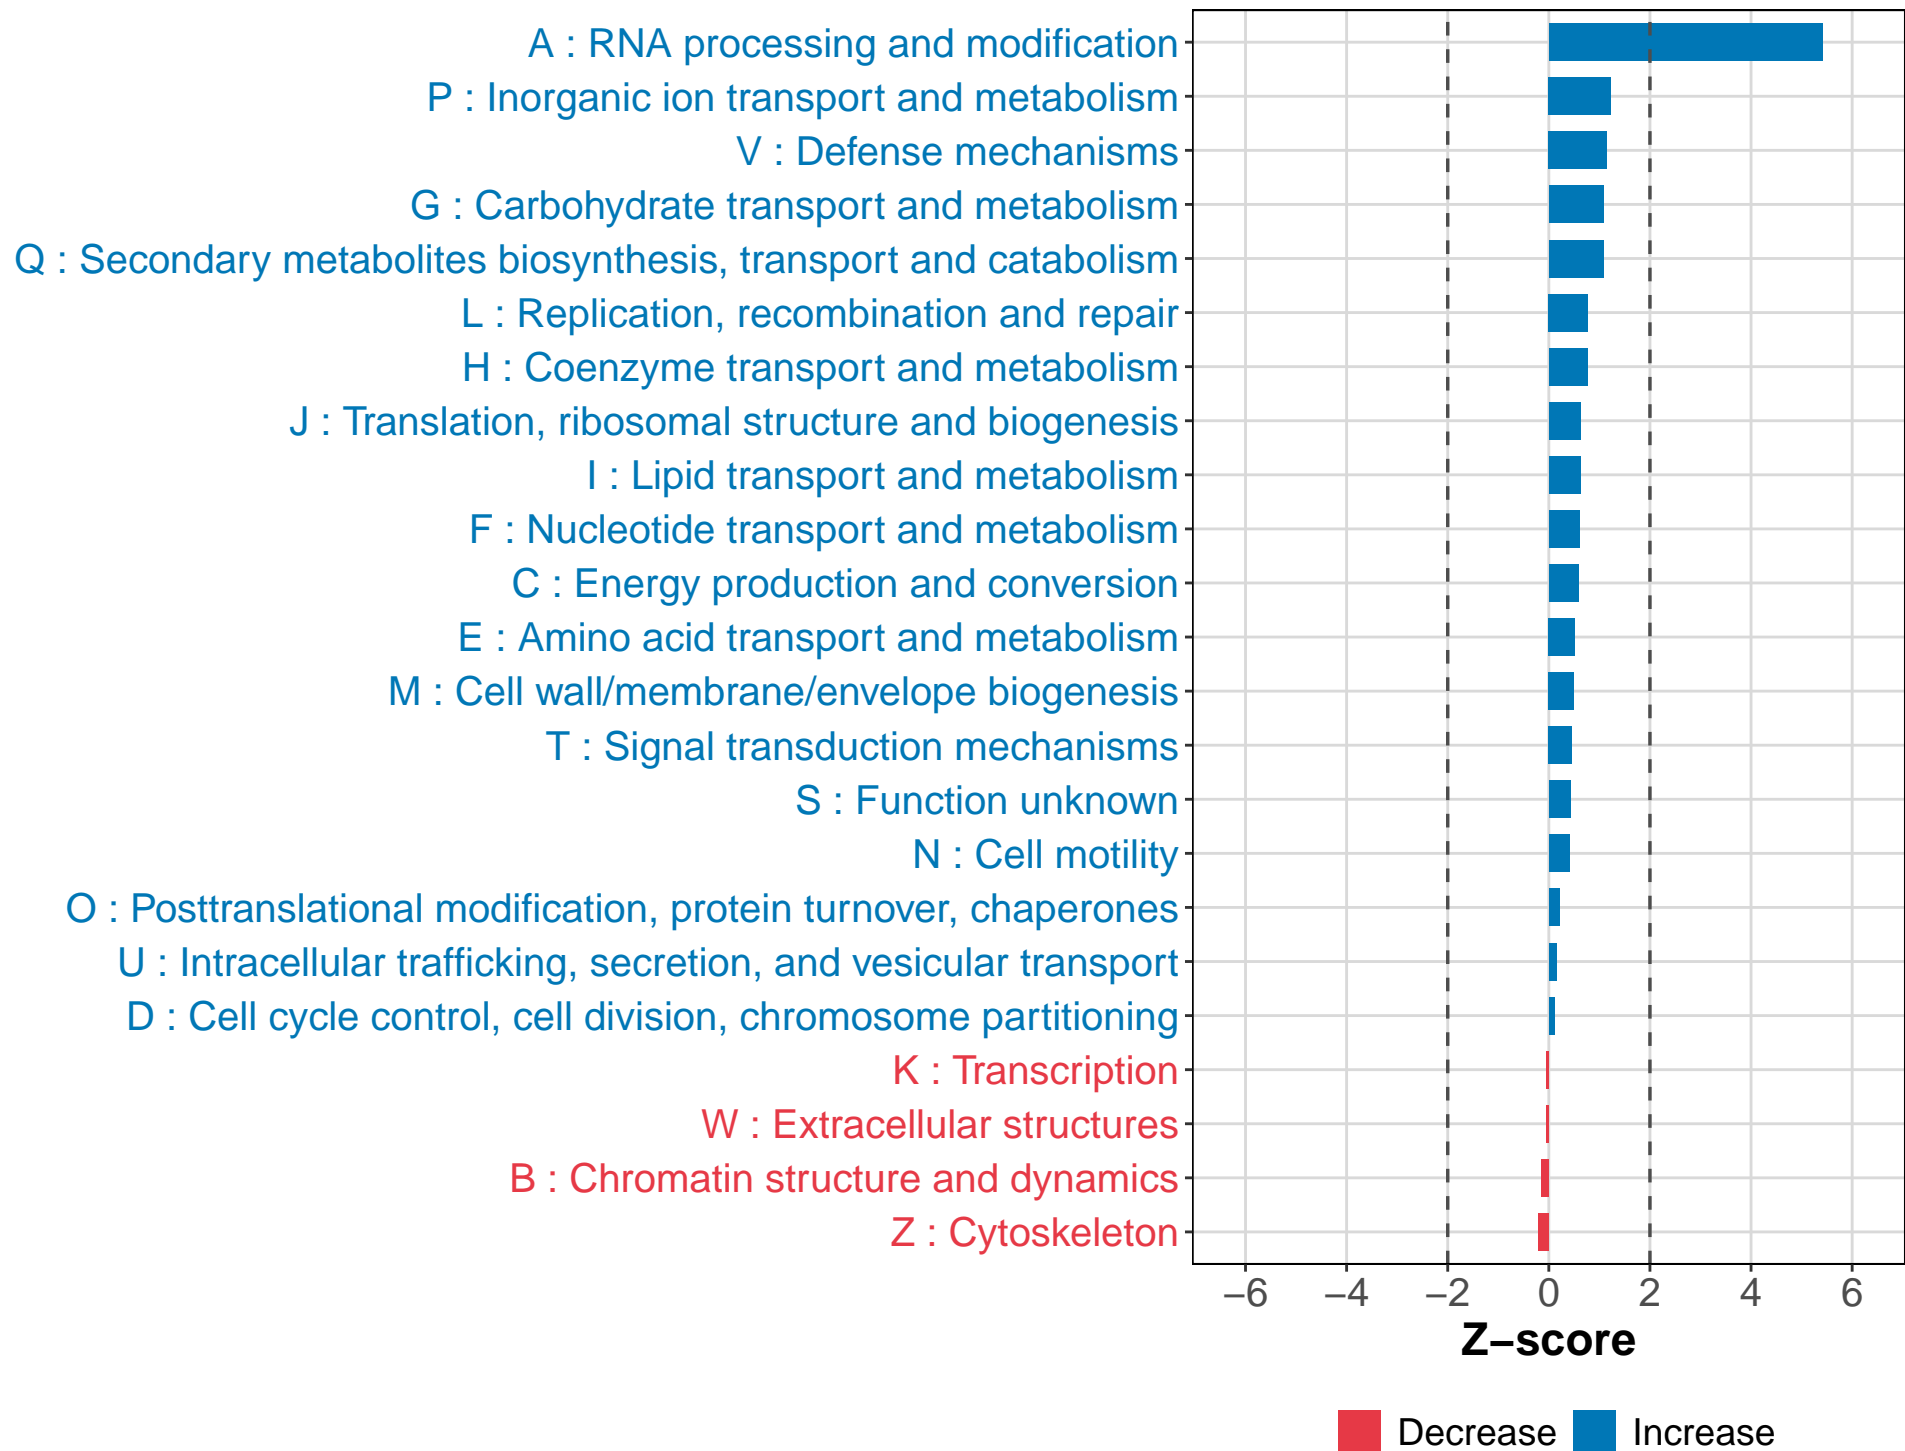 A : RNA processing and modification
P : Inorganic ion transport and metabolism
V : Defense mechanisms
G : Carbohydrate transport and metabolism
Q : Secondary metabolites biosynthesis, transport and catabolism
L : Replication, recombination and repair
H : Coenzyme transport and metabolism
J : Translation, ribosomal structure and biogenesis
I : Lipid transport and metabolism
F : Nucleotide transport and metabolism
C : Energy production and conversion
E : Amino acid transport and metabolism
M : Cell wall/membrane/envelope biogenesis
T : Signal transduction mechanisms
S : Function unknown
N : Cell motility
O : Posttranslational modification, protein turnover, chaperones
U : Intracellular trafficking, secretion, and vesicular transport
D : Cell cycle control, cell division, chromosome partitioning
K : Transcription
W : Extracellular structures
B : Chromatin structure and dynamics
Z : Cytoskeleton
−6 −4 −2 0 2 4 6
Z−score
Decrease Increase